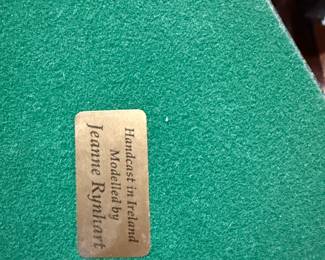 Handcast in Ireland
Modelled by
Jeanne Rynhart